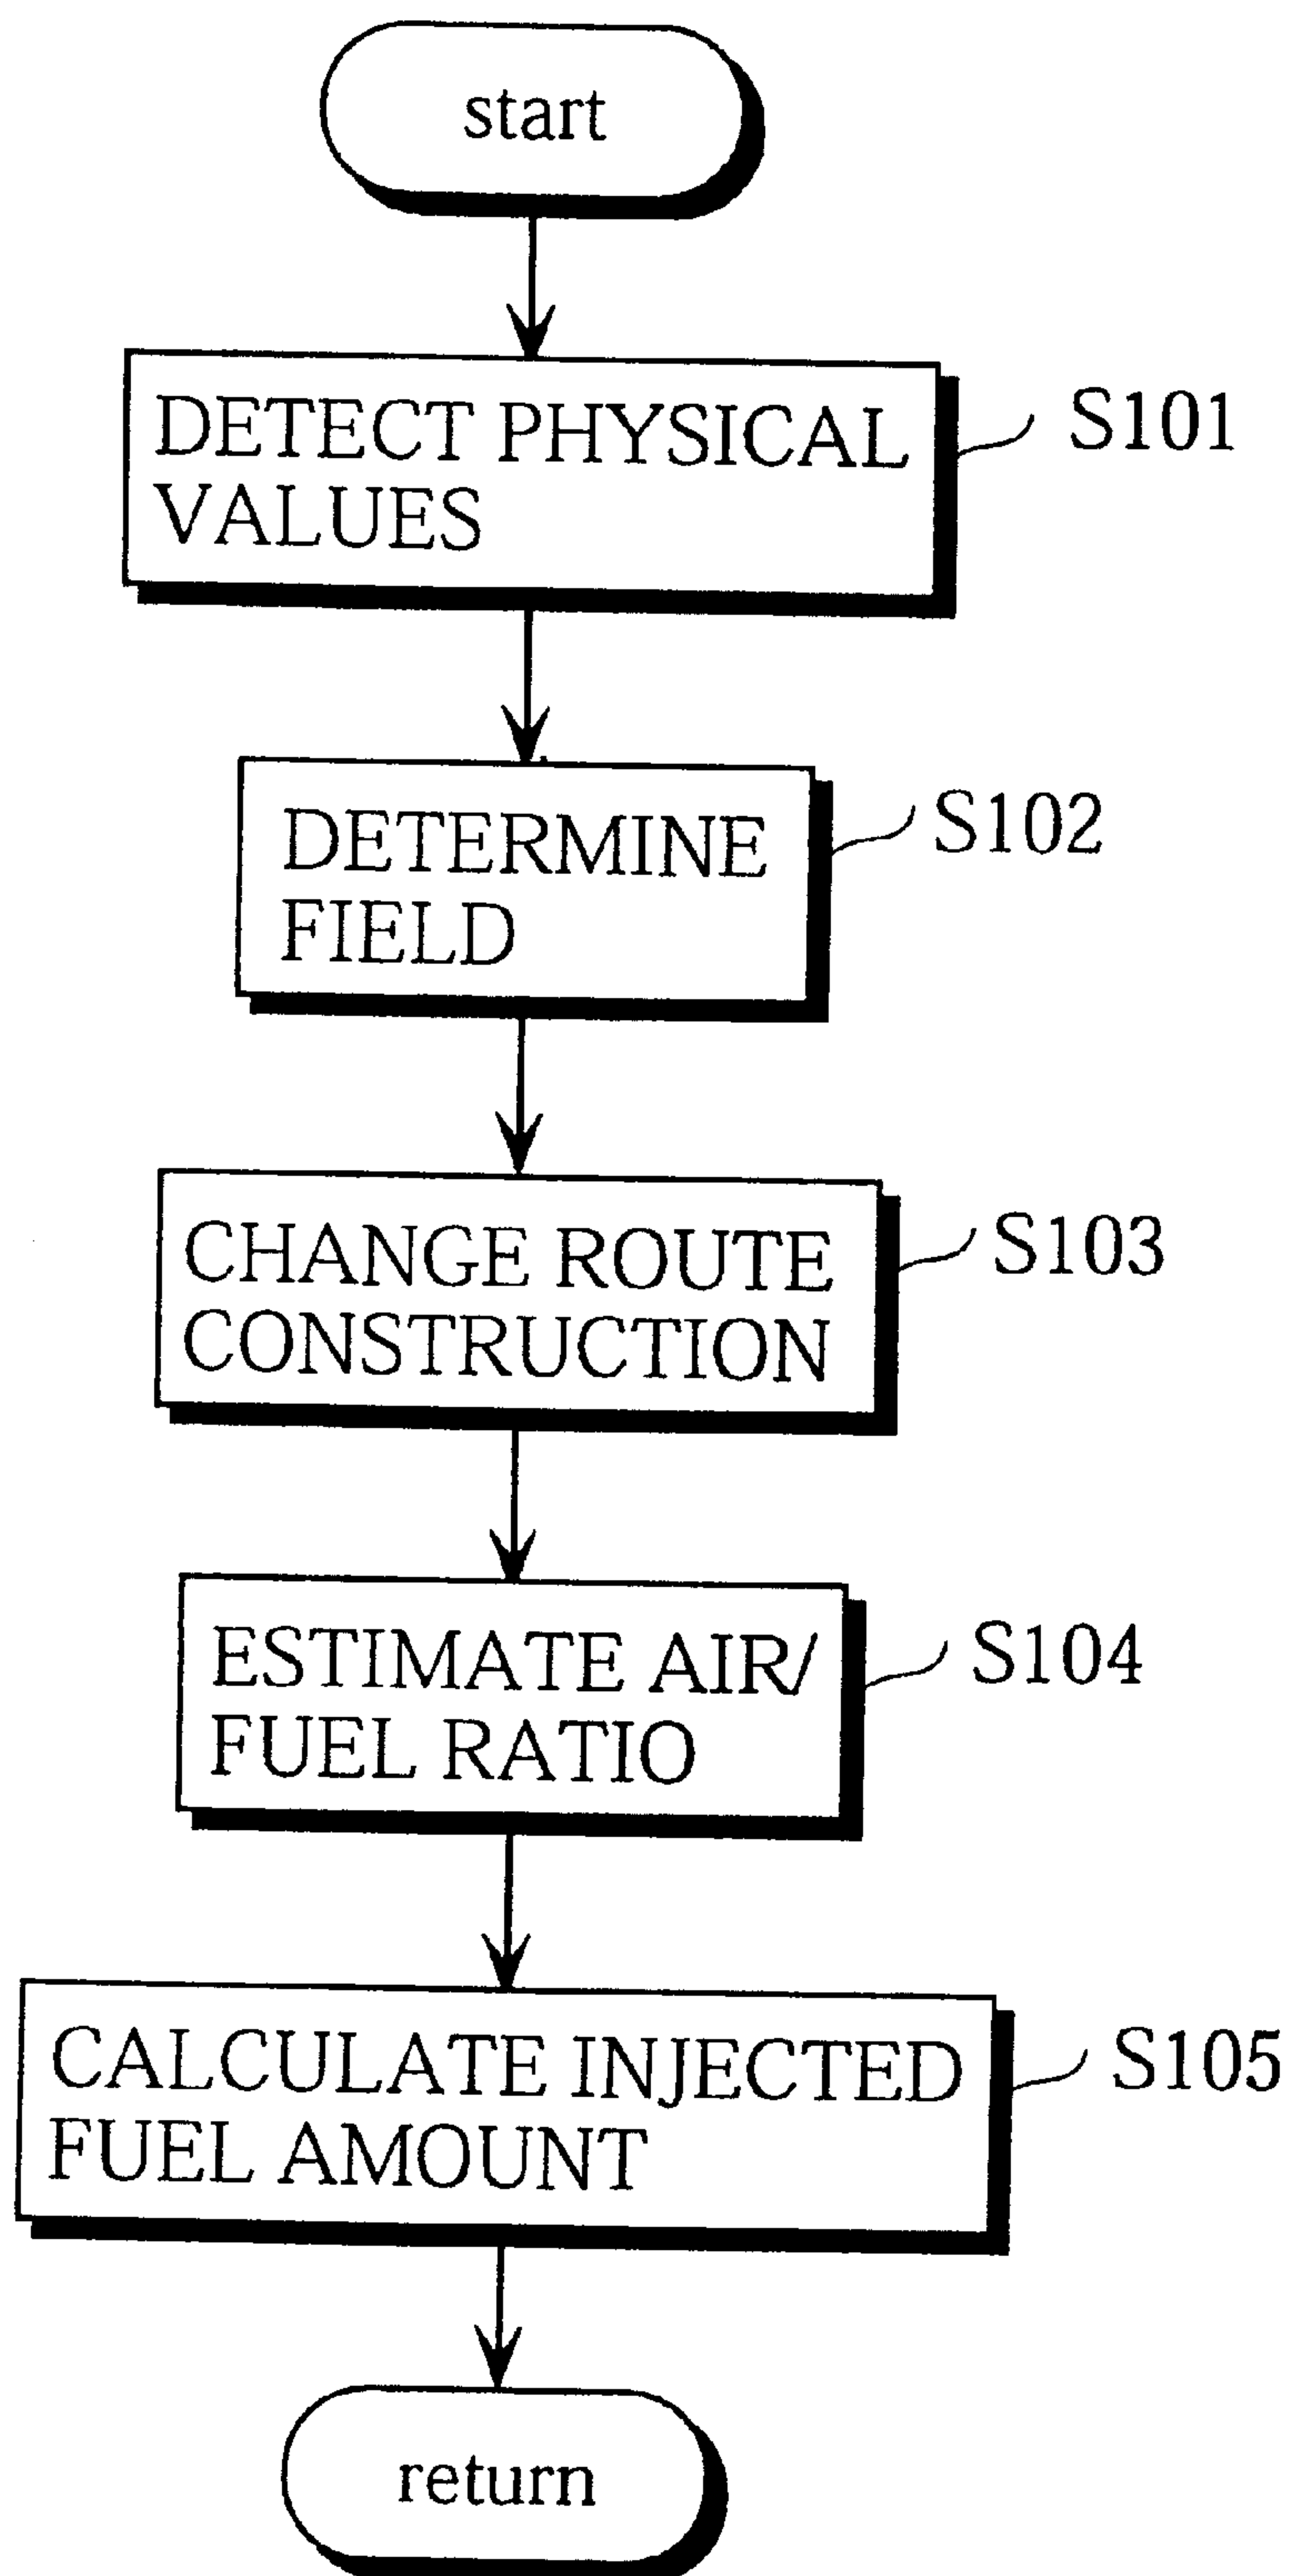 start
DETECT PHYSICAL
VALUES
S101
DETERMINE
FIELD
S102
CHANGE ROUTE
CONSTRUCTION
S103
ESTIMATE AIR/
FUEL RATIO
S104
CALCULATE INJECTED
FUEL AMOUNT
S105
return